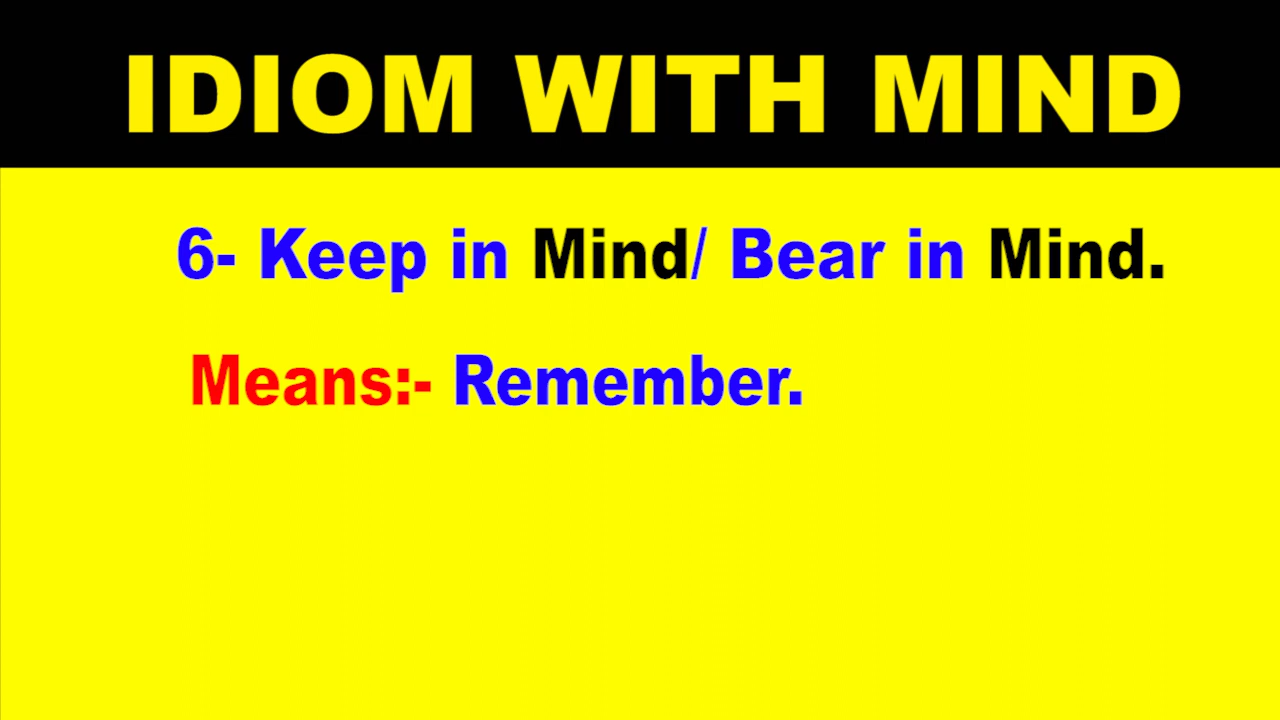 IDIOM WITH MIND
6- Keep in Mind/ Bear in Mind.
Means:- Remember.